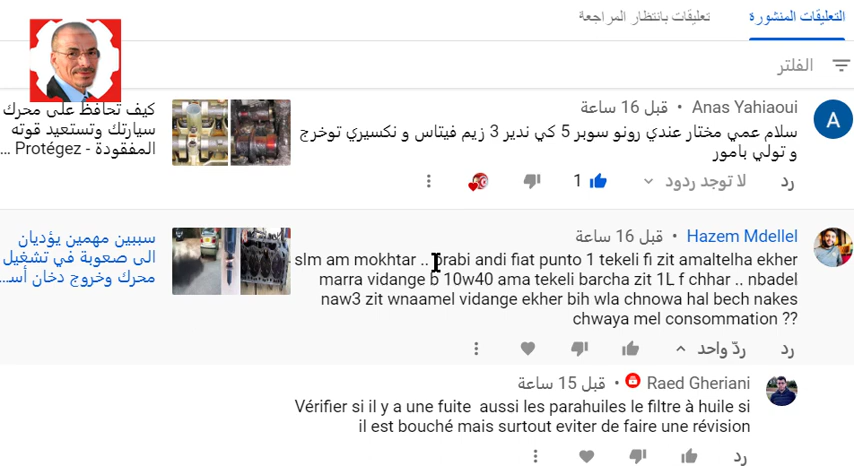 التعليقات المنشورة
تعليقات بانتظار المراجعة
الفلتر
Anas Yahiaoui • قبل 16 ساعة
سلام عمي مختار عندي رونو سوبر 5 كي ندير 3 زيم فيتاس و نكسيري توخرج
و تولي بامور
رد
لا توجد ردود
1
كيف تحافظ على محرك
سيارتك وتستعيد قوته
المفقودة - Protégez ...
Hazem Mdellel • قبل 16 ساعة
slm am mokhtar .. brabi andi fiat punto 1 tekeli fi zit amaltelha ekher
marra vidange b 10w40 ama tekeli barcha zit 1L f chhar .. nbadel
naw3 zit wnaamel vidange ekher bih wla chnowa hal bech nakes
chwaya mel consommation ??
رد
ردّ واحد
سببين مهمين يؤديان
الى صعوبة في تشغيل
محرك وخروج دخان أسـ...
Raed Gheriani • قبل 15 ساعة
Vérifier si il y a une fuite aussi les parahuiles le filtre à huile si
il est bouché mais surtout eviter de faire une révision
رد
A